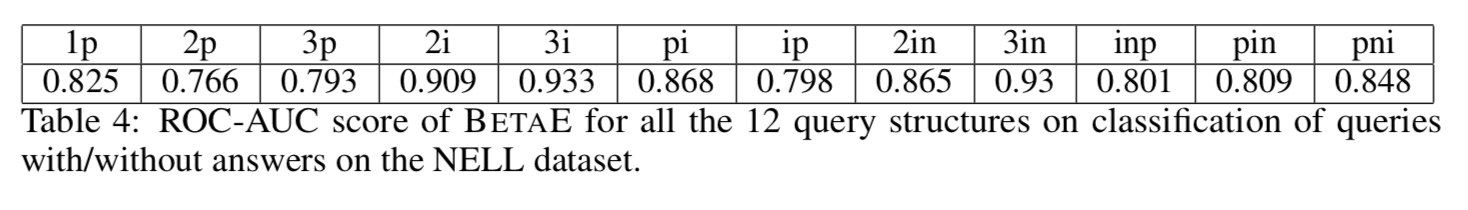 1p 2p 3p 2i 3i pi ip 2in 3in inp pin pni
0.825 0.766 0.793 0.909 0.933 0.868 0.798 0.865 0.93 0.801 0.809 0.848
Table 4: ROC-AUC score of BETAE for all the 12 query structures on classification of queries
with/without answers on the NELL dataset.